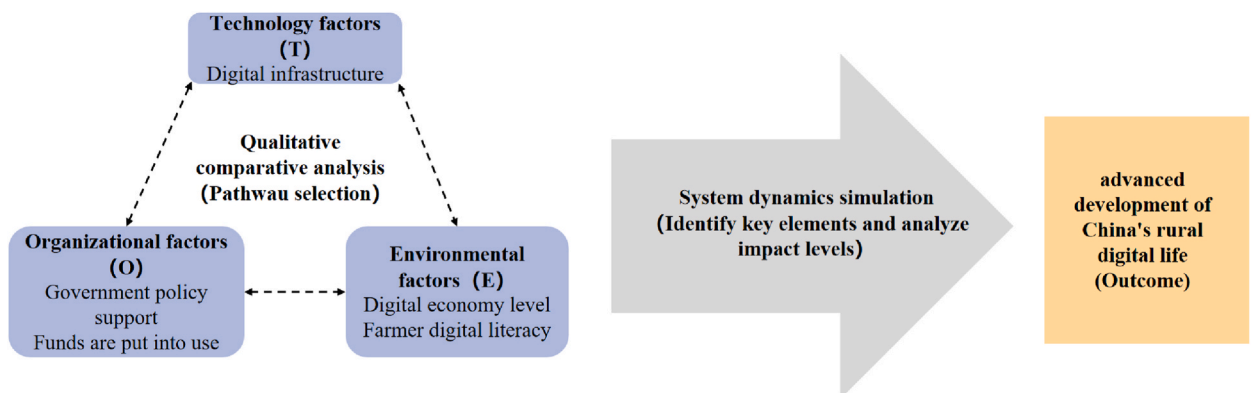 Technology factors
(T)
Digital infrastructure
Qualitative
comparative analysis
(Pathwau selection)
Organizational factors
(O)
Government policy
support
Funds are put into use
Environmental
factors (E)
Digital economy level
Farmer digital literacy
System dynamics simulation
(Identify key elements and analyze
impact levels)
advanced
development of
China's rural
digital life
(Outcome)